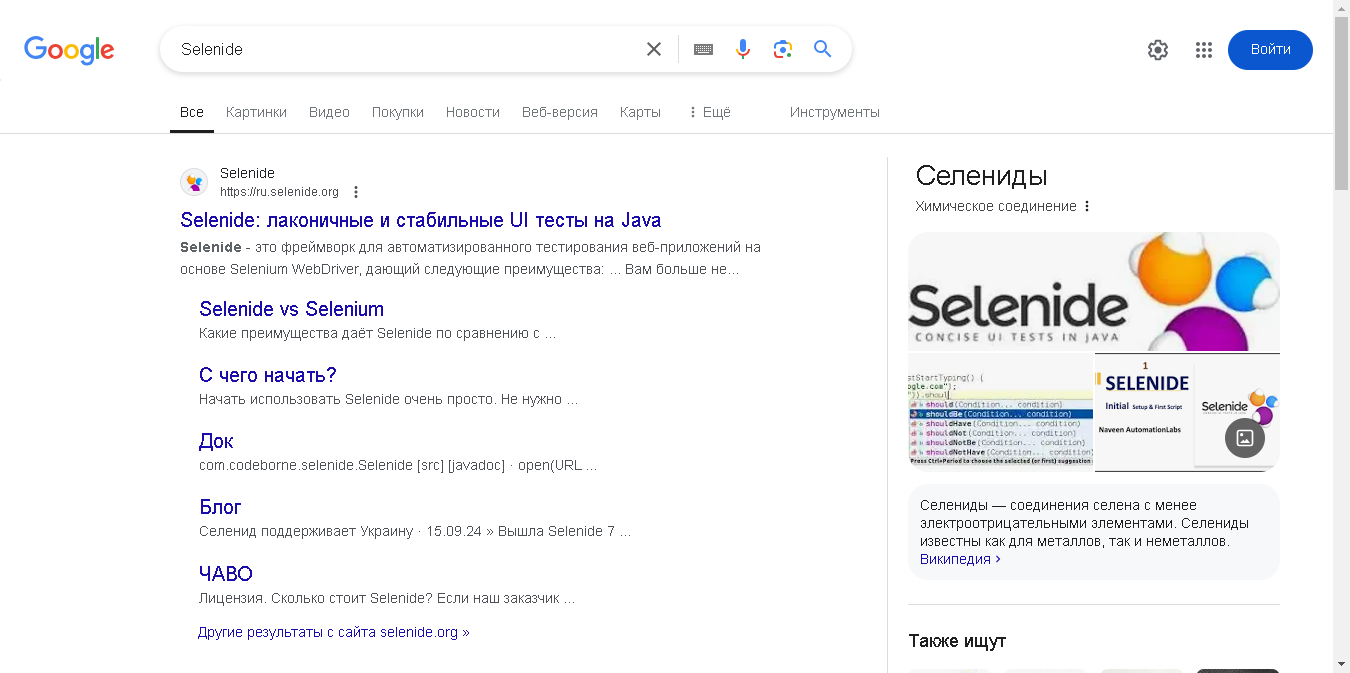 Google
Selenide
Войти
Все Картинки Видео Покупки Новости Веб-версия Карты Ещё Инструменты
Selenide
https://ru.selenide.org
Selenide: лаконичные и стабильные UI тесты на Java
Selenide - это фреймворк для автоматизированного тестирования веб-приложений на
основе Selenium WebDriver, дающий следующие преимущества: ... Вам больше не...
Selenide vs Selenium
Какие преимущества даёт Selenide по сравнению с ...
С чего начать?
Начать использовать Selenide очень просто. Не нужно ...
Док
com.codeborne.selenide.Selenide [src] [javadoc] · open(URL ...
Блог
Селенид поддерживает Украину · 15.09.24 » Вышла Selenide 7 ...
ЧАВО
Лицензия. Сколько стоит Selenide? Если наш заказчик ...
Другие результаты с сайта selenide.org »
Селениды
Химическое соединение
Selenide
CONCISE UI TESTS IN JAVA
stStartTyping() {
ogle.com");
")).shoul
should(Condition... condition)
shouldBe(Condition... condition)
shouldHave(Condition... condition)
shouldNot(Condition... condition)
shouldNotBe(Condition... condition)
shouldNotHave(Condition... condition)
Press Ctrl+Period to choose the selected (or first) suggestion
1
SELENIDE
Initial Setup & First Script
Naveen AutomationLabs
Selenide
Селениды — соединения селена с менее
электроотрицательными элементами. Селениды
известны как для металлов, так и неметаллов.
Википедия ›
Также ищут